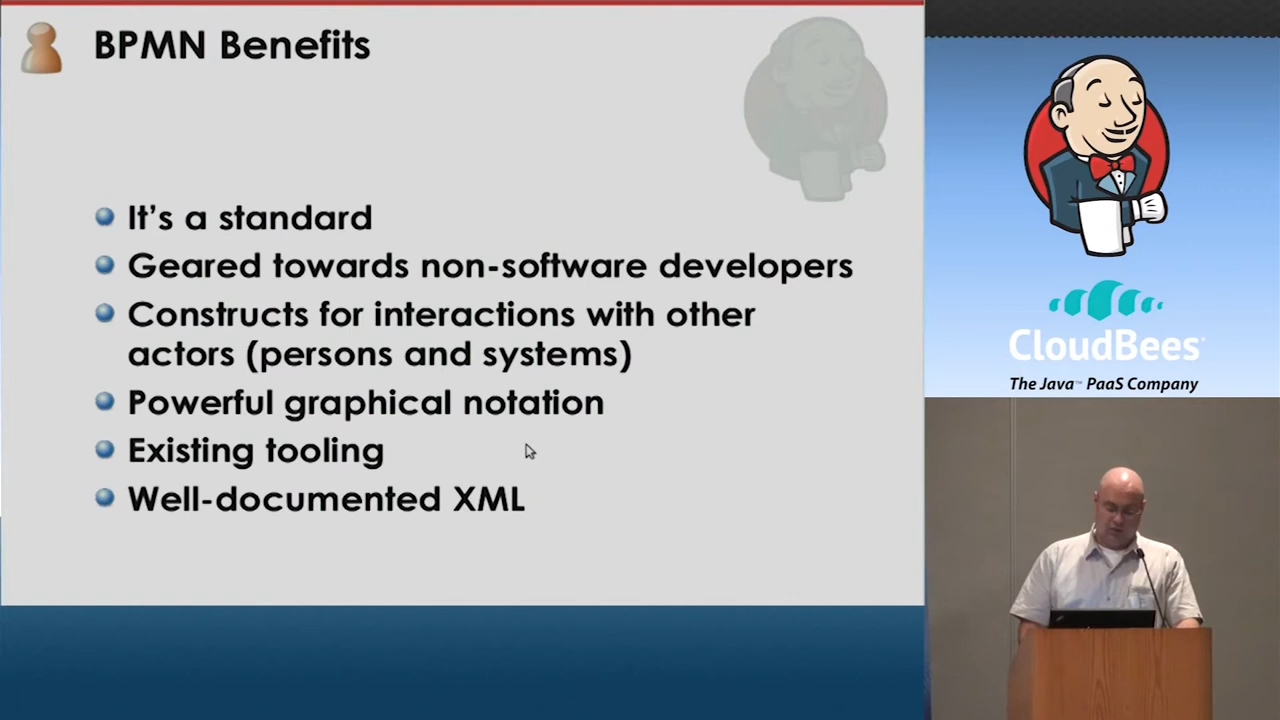 BPMN Benefits
It's a standard
Geared towards non-software developers
Constructs for interactions with other
actors (persons and systems)
Powerful graphical notation
Existing tooling
Well-documented XML
CloudBees
The Java™ PaaS Company